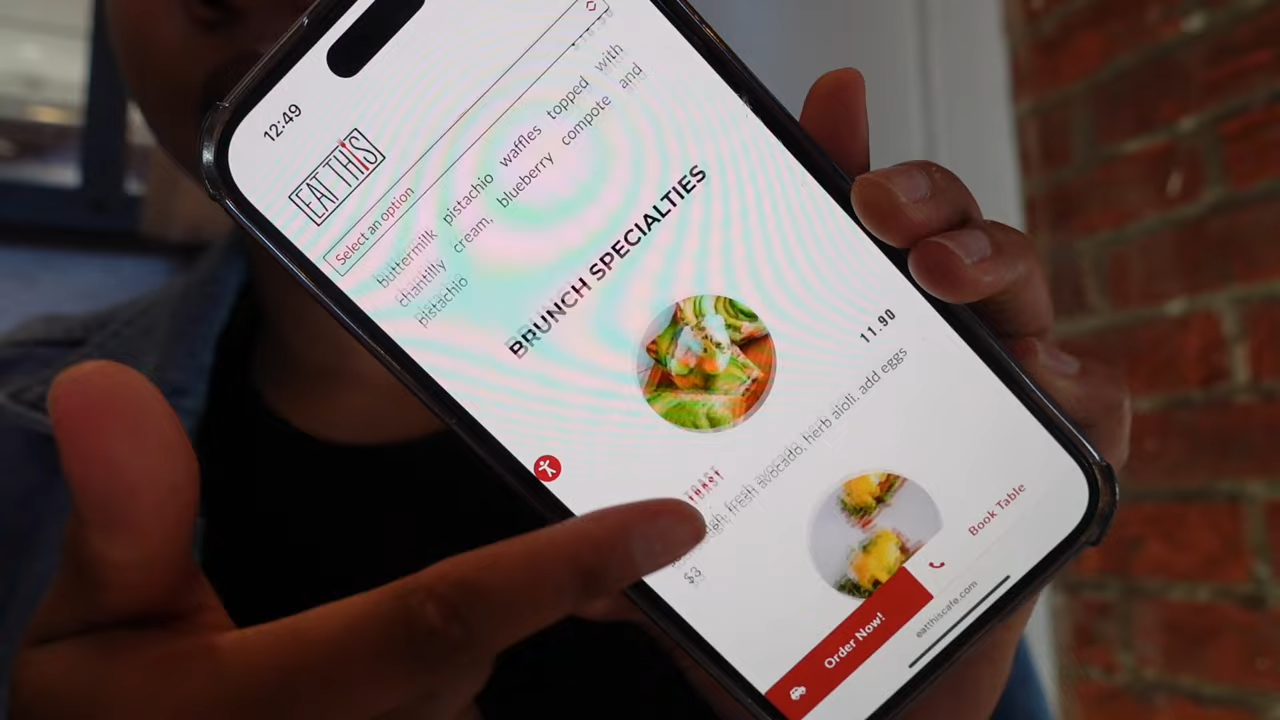 12:49
EAT THIS
Select an option
buttermilk pistachio waffles topped with
chantilly cream, blueberry compote and
pistachio
BRUNCH SPECIALTIES
11.90
TOAST
fresh avocado, herb aioli. add eggs
$3
Order Now!
Book Table
eatthiscafe.com